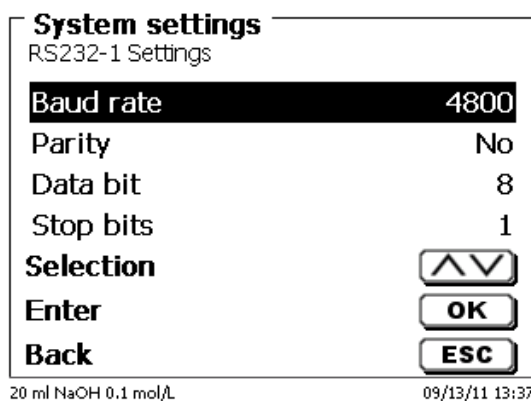 System settings
RS232-1 Settings
Baud rate 4800
Parity No
Data bit 8
Stop bits 1
Selection
Enter OK
Back ESC
20 ml NaOH 0.1 mol/L 09/13/11 13:37